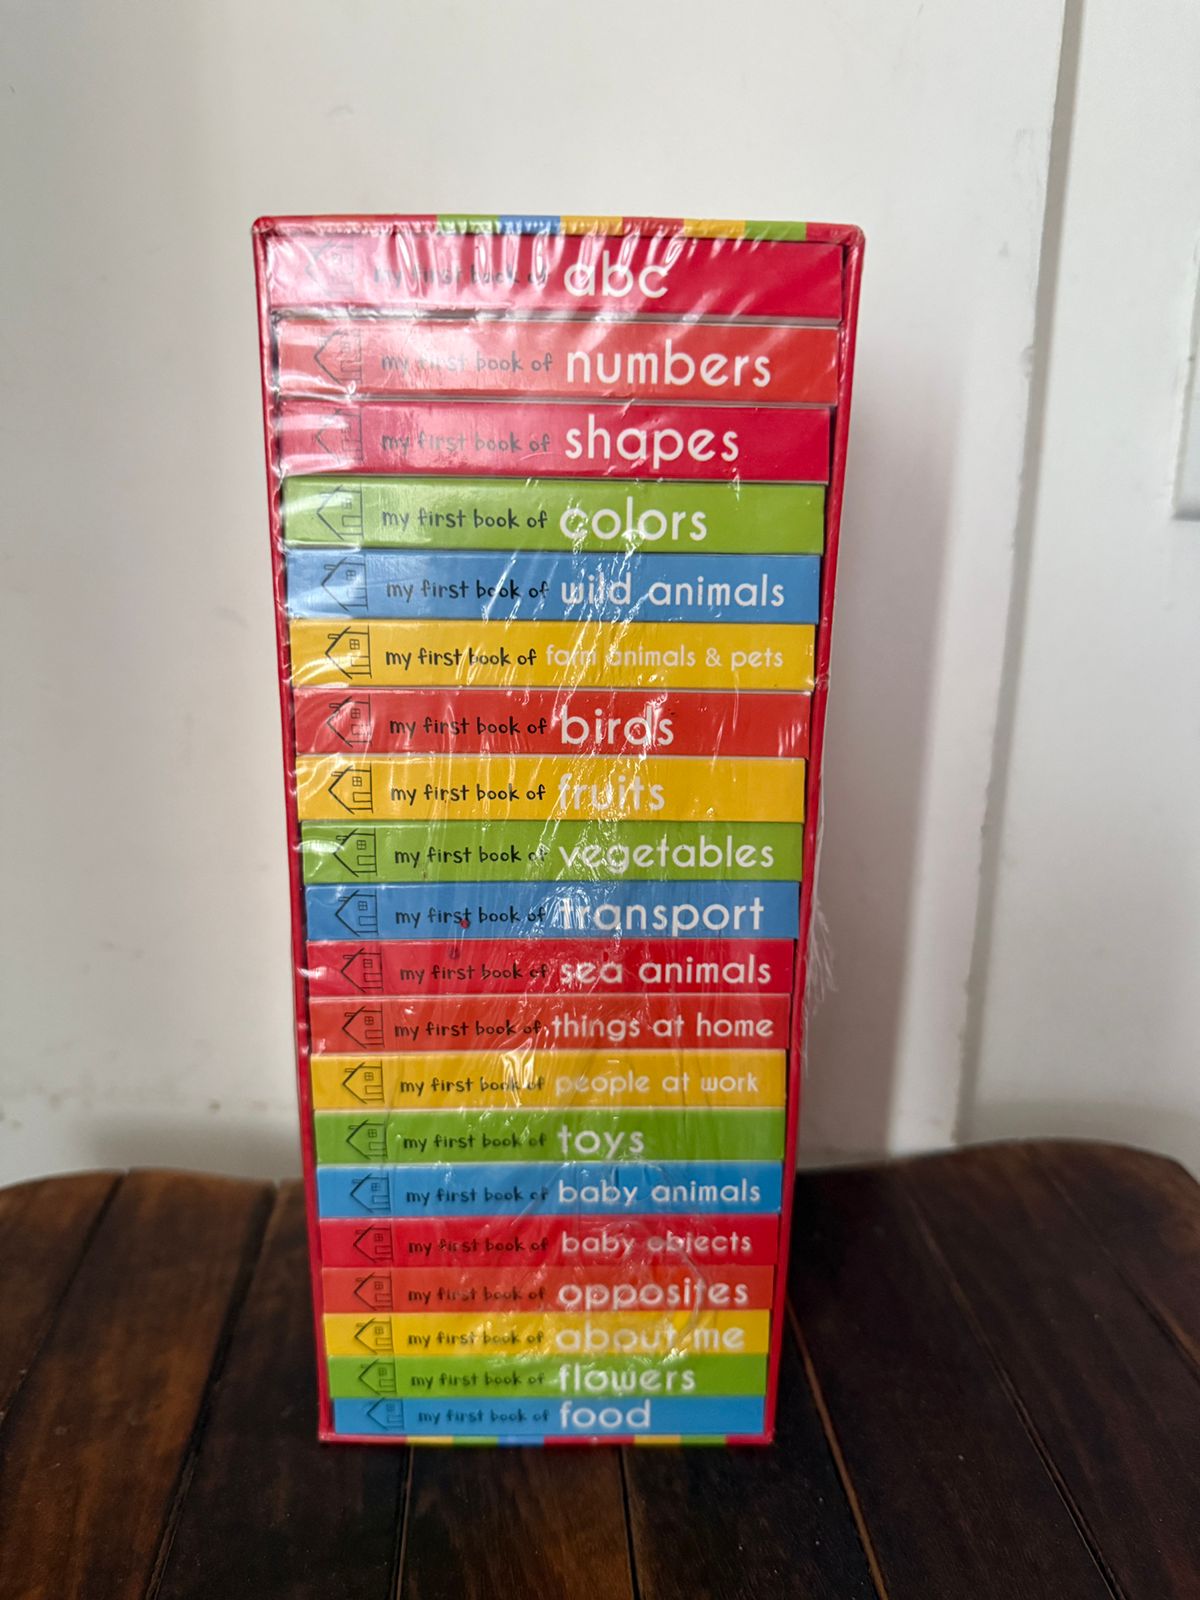 my first book of abc
my first book of numbers
my first book of shapes
my first book of colors
my first book of wild animals
my first book of farm animals & pets
my first book of birds
my first book of fruits
my first book of vegetables
my first book of transport
my first book of sea animals
my first book of things at home
my first book of people at work
my first book of toys
my first book of baby animals
my first book of baby objects
my first book of opposites
my first book of about me
my first book of flowers
my first book of food